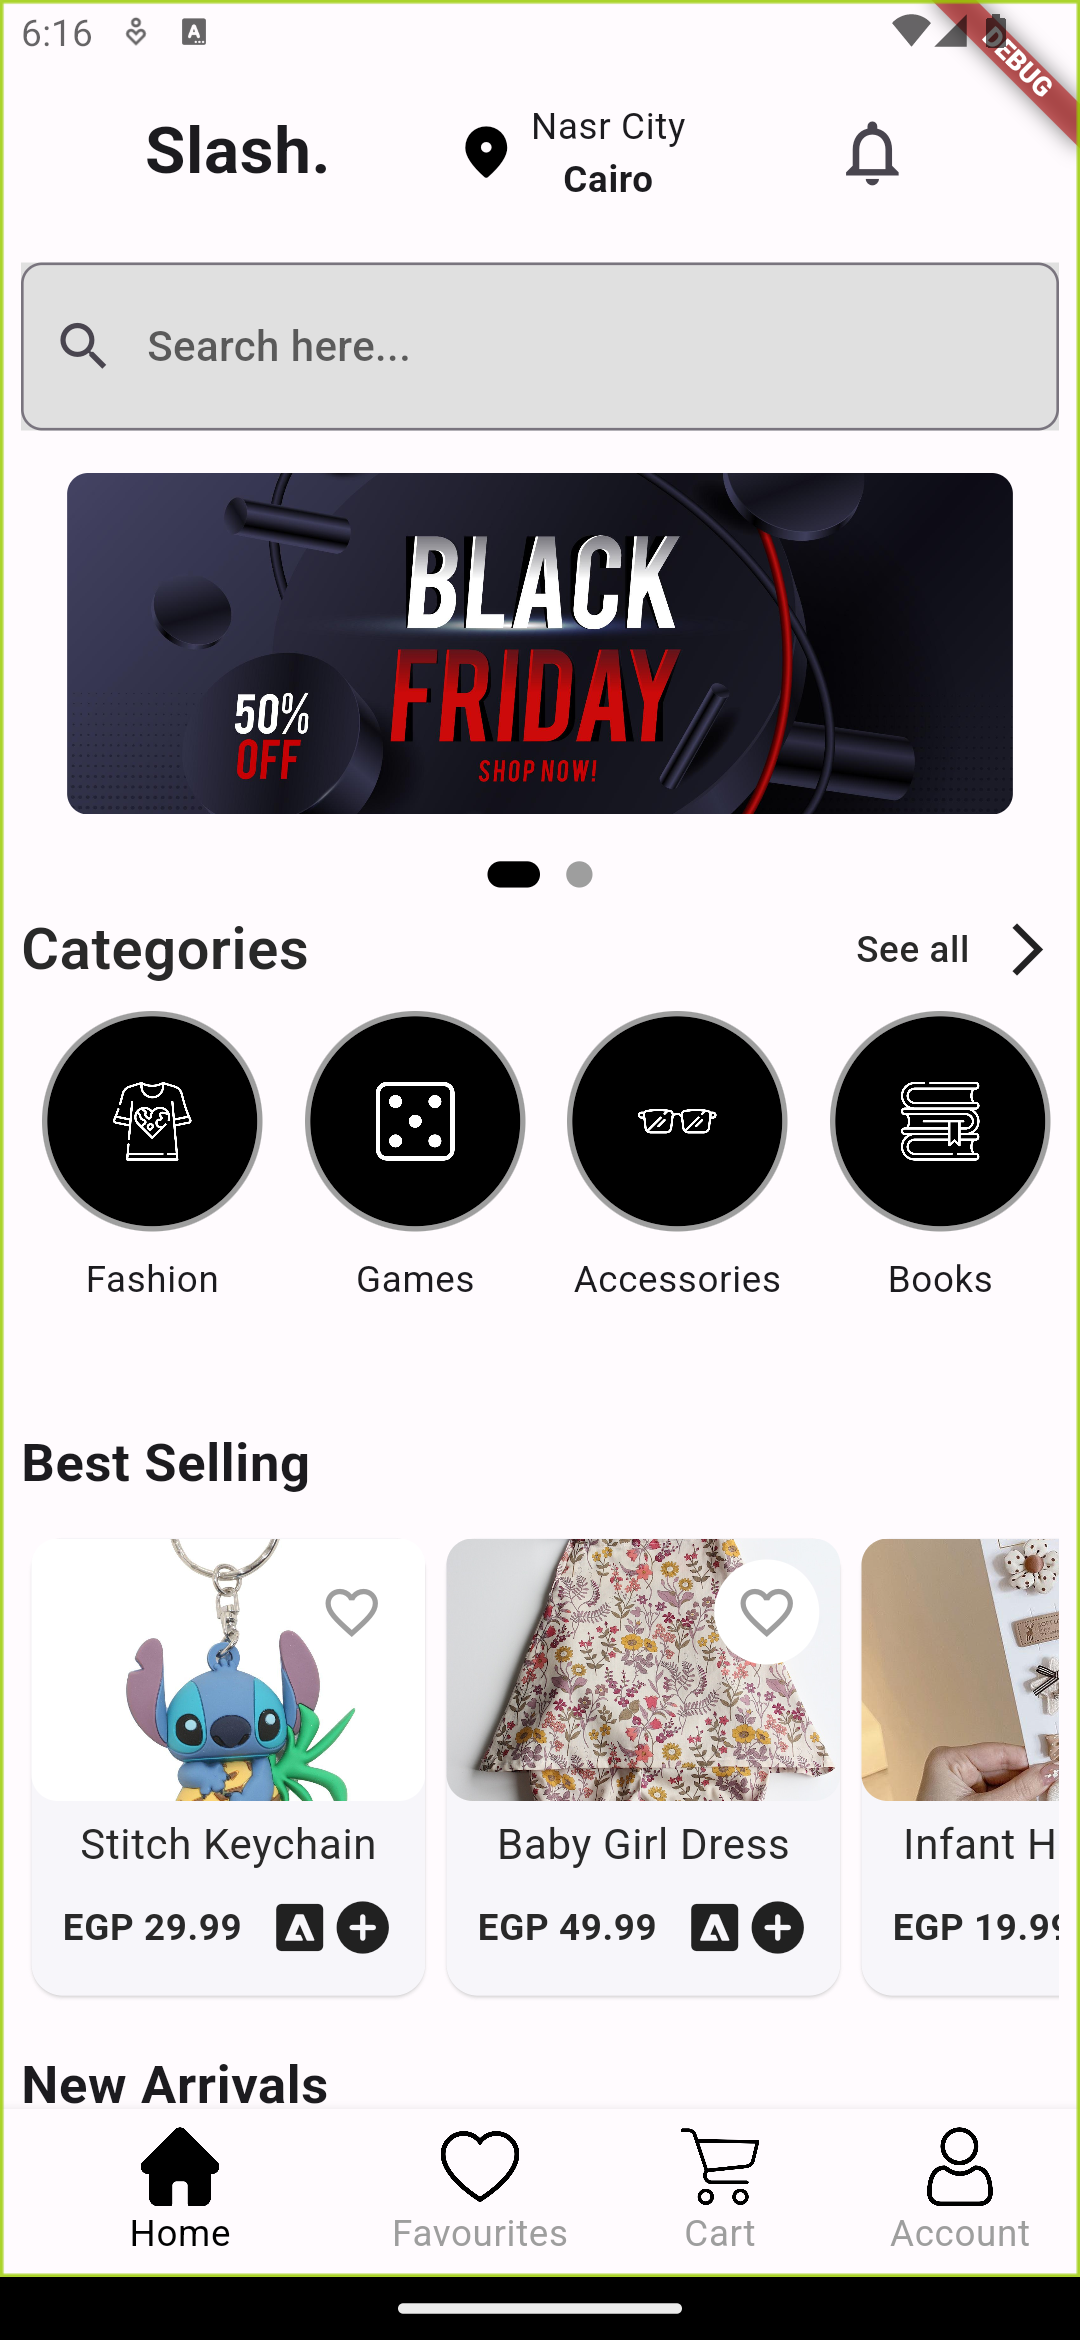 6:16
DEBUG
Slash.
Nasr City
Cairo
Search here...
BLACK
FRIDAY
50%
OFF
SHOP NOW!
Categories
See all
Fashion
Games
Accessories
Books
Best Selling
Stitch Keychain
Baby Girl Dress
Infant H
EGP 29.99
EGP 49.99
EGP 19.99
New Arrivals
Home
Favourites
Cart
Account